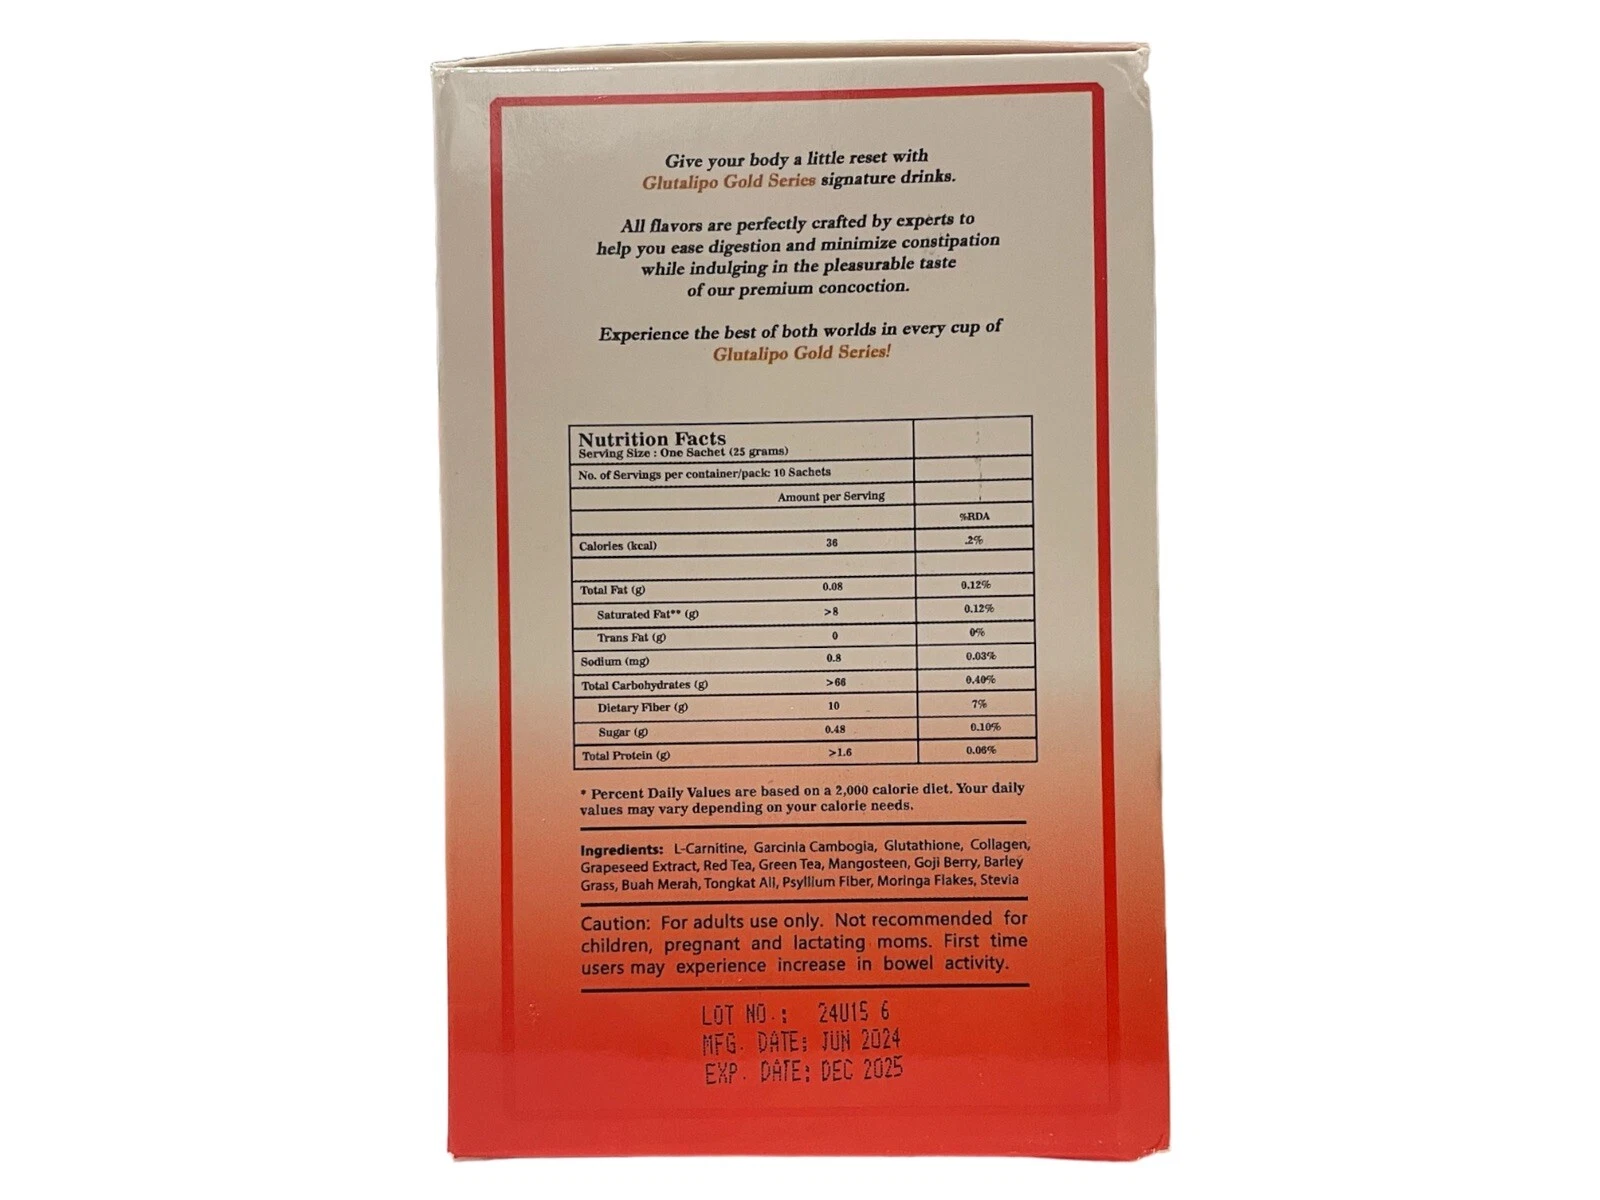 Give your body a little reset with
Glutalipo Gold Series signature drinks.
All flavors are perfectly crafted by experts to
help you ease digestion and minimize constipation
while indulging in the pleasurable taste
of our premium concoction.
Experience the best of both worlds in every cup of
Glutalipo Gold Series!
Nutrition Facts
Serving Size : One Sachet (25 grams)
No. of Servings per container/pack: 10 Sachets
Amount per Serving
%RDA
Calories (kcal) 36 .2%
Total Fat (g) 0.08 0.12%
Saturated Fat** (g) >8 0.12%
Trans Fat (g) 0 0%
Sodium (mg) 0.8 0.03%
Total Carbohydrates (g) >66 0.40%
Dietary Fiber (g) 10 7%
Sugar (g) 0.48 0.10%
Total Protein (g) >1.6 0.06%
* Percent Daily Values are based on a 2,000 calorie diet. Your daily
values may vary depending on your calorie needs.
Ingredients: L-Carnitine, Garcinia Cambogia, Glutathione, Collagen,
Grapeseed Extract, Red Tea, Green Tea, Mangosteen, Goji Berry, Barley
Grass, Buah Merah, Tongkat Ali, Psyllium Fiber, Moringa Flakes, Stevia
Caution: For adults use only. Not recommended for
children, pregnant and lactating moms. First time
users may experience increase in bowel activity.
LOT NO.: 24U15 6
MFG. DATE: JUN 2024
EXP. DATE: DEC 2025